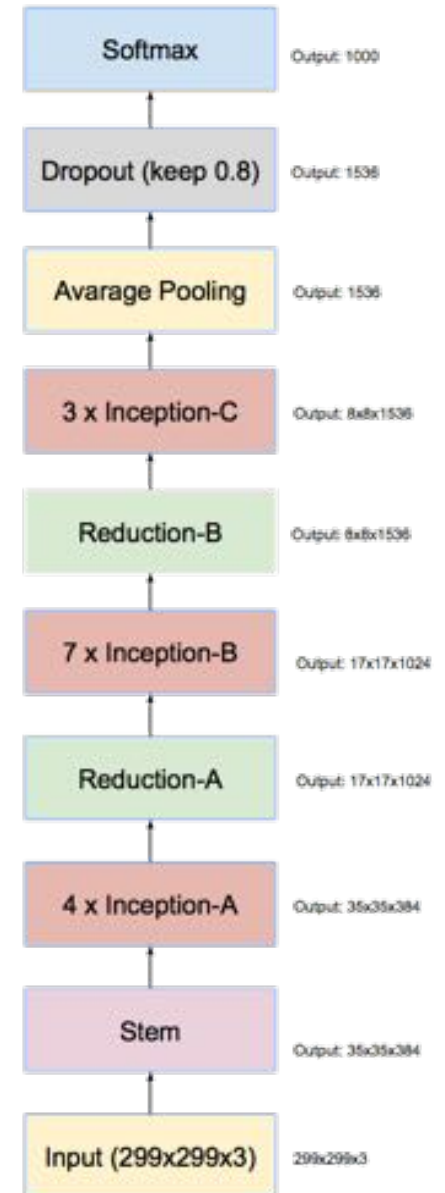 Softmax
Output: 1000
Dropout (keep 0.8)
Output: 1536
Avarage Pooling
Output: 1536
3 x Inception-C
Output: 8x8x1536
Reduction-B
Output: 8x8x1536
7 x Inception-B
Output: 17x17x1024
Reduction-A
Output: 17x17x1024
4 x Inception-A
Output: 35x35x384
Stem
Output: 35x35x384
Input (299x299x3)
299x299x3